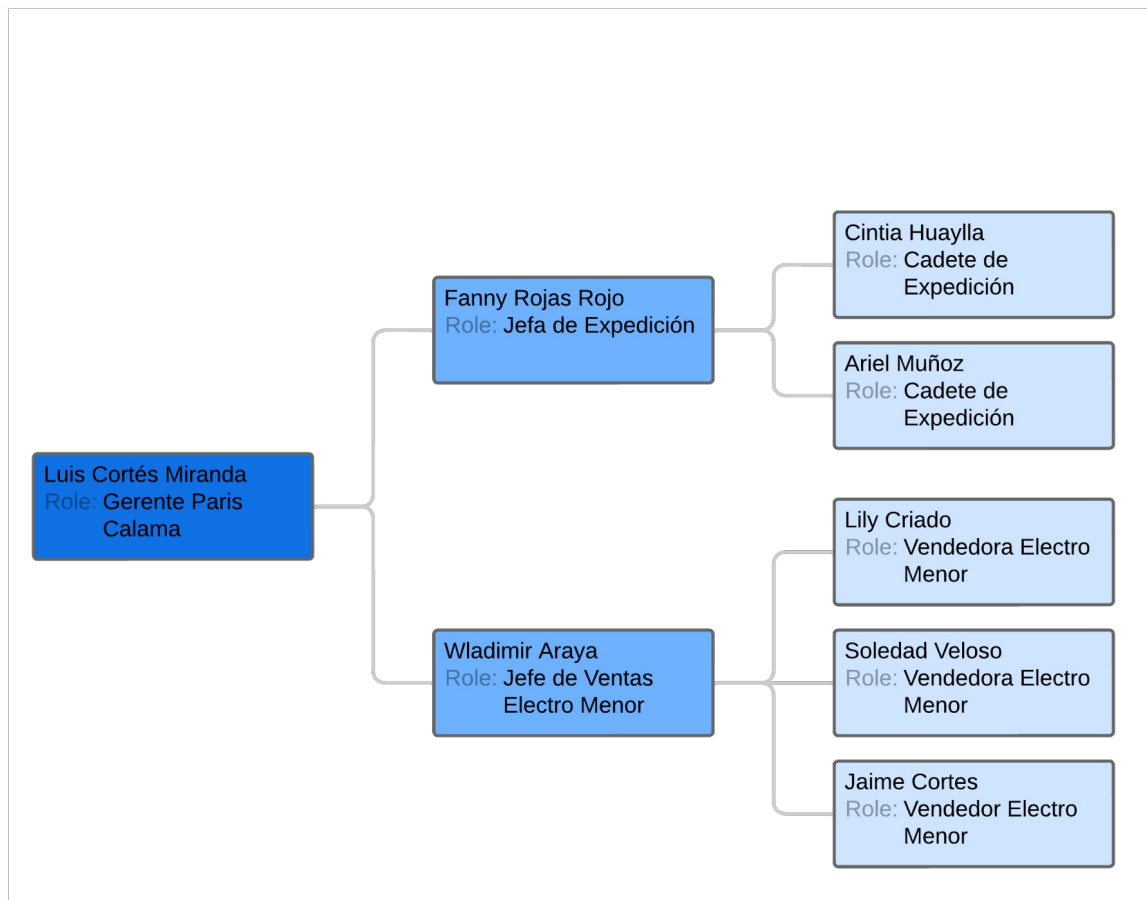 Cintia Huaylla
Role: Cadete de
Expedición
Fanny Rojas Rojo
Role: Jefa de Expedición
Ariel Muñoz
Role: Cadete de
Expedición
Luis Cortés Miranda
Role: Gerente Paris
Calama
Lily Criado
Role: Vendedora Electro
Menor
Wladimir Araya
Role: Jefe de Ventas
Electro Menor
Soledad Veloso
Role: Vendedora Electro
Menor
Jaime Cortes
Role: Vendedor Electro
Menor